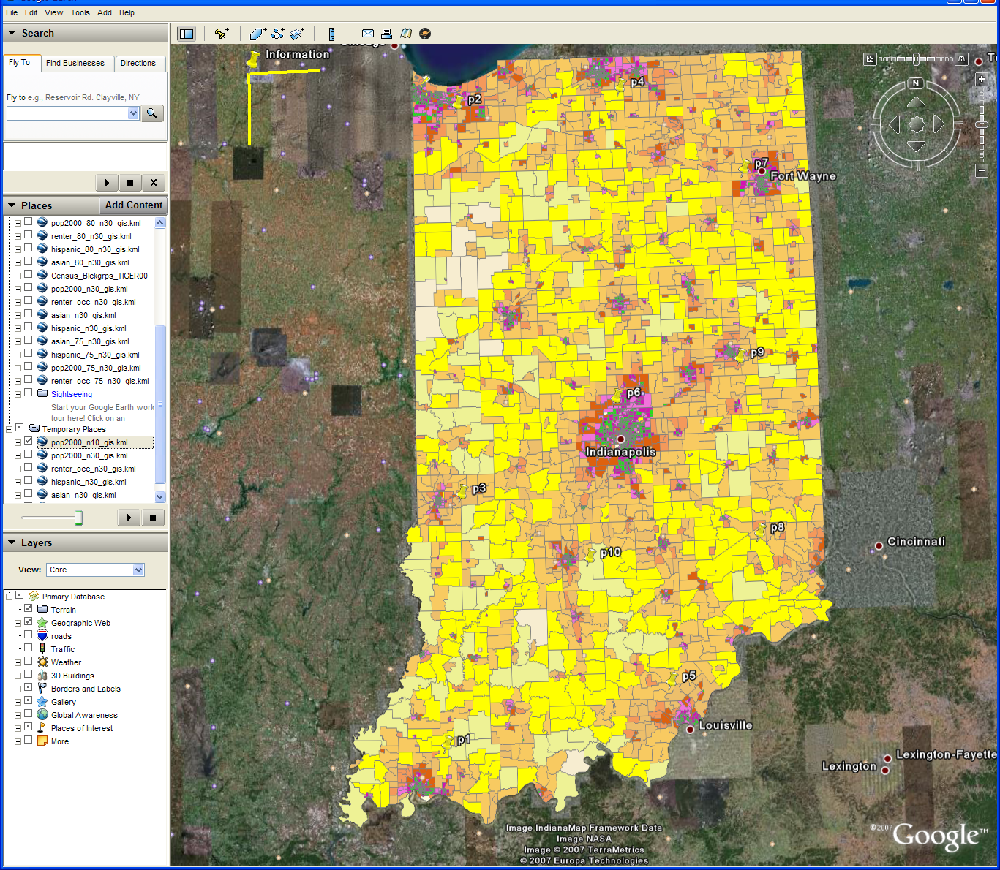 File Edit View Tools Add Help
Search
Fly To Find Businesses Directions
Fly to e.g., Reservoir Rd. Clayville, NY
Places Add Content
pop2000_80_n30_gis.kml
renter_80_n30_gis.kml
hispanic_80_n30_gis.kml
asian_80_n30_gis.kml
Census_Blckgrps_TIGER00
pop2000_n30_gis.kml
renter_occ_n30_gis.kml
asian_n30_gis.kml
hispanic_n30_gis.kml
asian_75_n30_gis.kml
hispanic_75_n30_gis.kml
pop2000_75_n30_gis.kml
renter_occ_75_n30_gis.kml
Sightseeing
Start your Google Earth work
tour here! Click on an
Temporary Places
pop2000_n10_gis.kml
pop2000_n30_gis.kml
renter_occ_n30_gis.kml
hispanic_n30_gis.kml
asian_n30_gis.kml
Layers
View: Core
Primary Database
Terrain
Geographic Web
roads
Traffic
Weather
3D Buildings
Borders and Labels
Gallery
Global Awareness
Places of Interest
More
Information
N
p2
p4
p7
Fort Wayne
p9
p6
Indianapolis
p3
p8
Cincinnati
p10
p5
Louisville
p1
Lexington-Fayette
Lexington
Image IndianaMap Framework Data
Image NASA
Image © 2007 TerraMetrics
© 2007 Europa Technologies
©2007 Google™